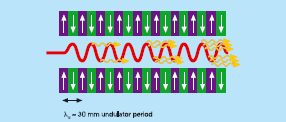 λᵤ ~ 30 mm undulator period